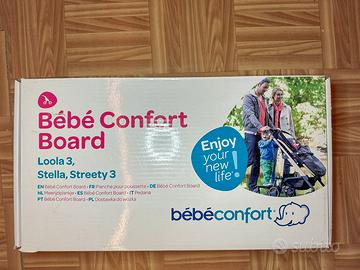 Bébé Confort
Board
Loola 3,
Stella, Streety 3
EN Bébé Confort Board • FR Planche pour poussette • DE Bébé Confort Board
NL Meerijdplankje • ES Bébé Confort Board • IT Pedana
PT Bébé Confort Board • PL Dostawka do wózka
Enjoy
your
new
life!
bébéconfort
subito